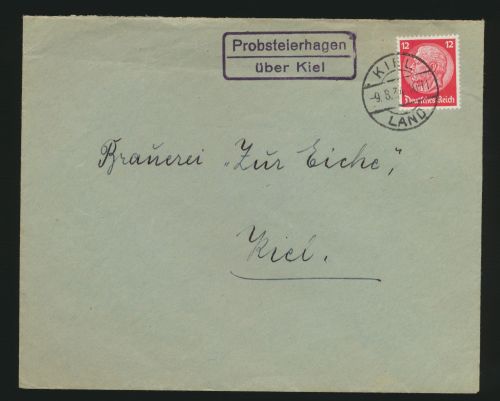 Probsteierhagen
über Kiel
12 12
Deutsches Reich
KIEL
LAND
Brauerei „Zur Eiche",
Kiel.